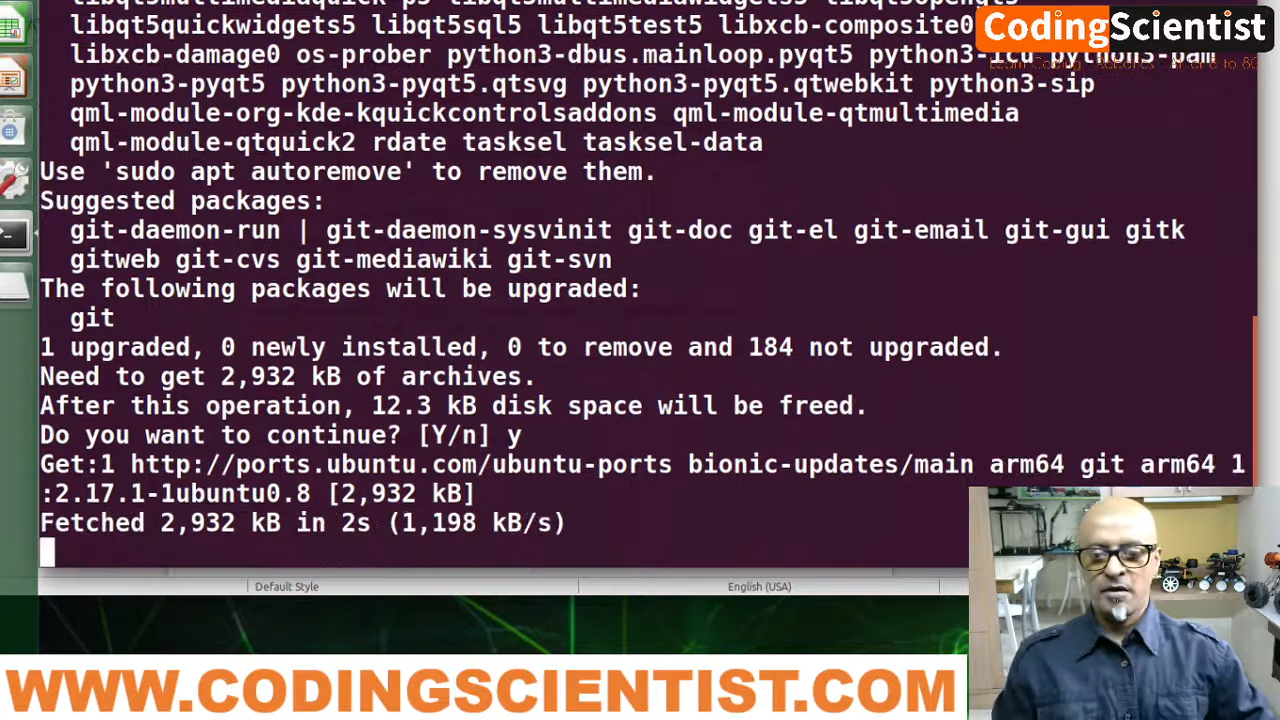 CodingScientist
libqt5quickwidgets5 libqt5sql5 libqt5test5 libxcb-composite0
libxcb-damage0 os-prober python3-dbus.mainloop.pyqt5
python3-pyqt5 python3-pyqt5.qtsvg python3-pyqt5.qtwebkit python3-sip
qml-module-org-kde-kquickcontrolsaddons qml-module-qtmultimedia
qml-module-qtquick2 rdate tasksel tasksel-data
Use 'sudo apt autoremove' to remove them.
Suggested packages:
git-daemon-run | git-daemon-sysvinit git-doc git-el git-email git-gui gitk
gitweb git-cvs git-mediawiki git-svn
The following packages will be upgraded:
git
1 upgraded, 0 newly installed, 0 to remove and 184 not upgraded.
Need to get 2,932 kB of archives.
After this operation, 12.3 kB disk space will be freed.
Do you want to continue? [Y/n] y
Get:1 http://ports.ubuntu.com/ubuntu-ports bionic-updates/main arm64 git arm64 1
:2.17.1-1ubuntu0.8 [2,932 kB]
Fetched 2,932 kB in 2s (1,198 kB/s)
Default Style
English (USA)
WWW.CODINGSCIENTIST.COM